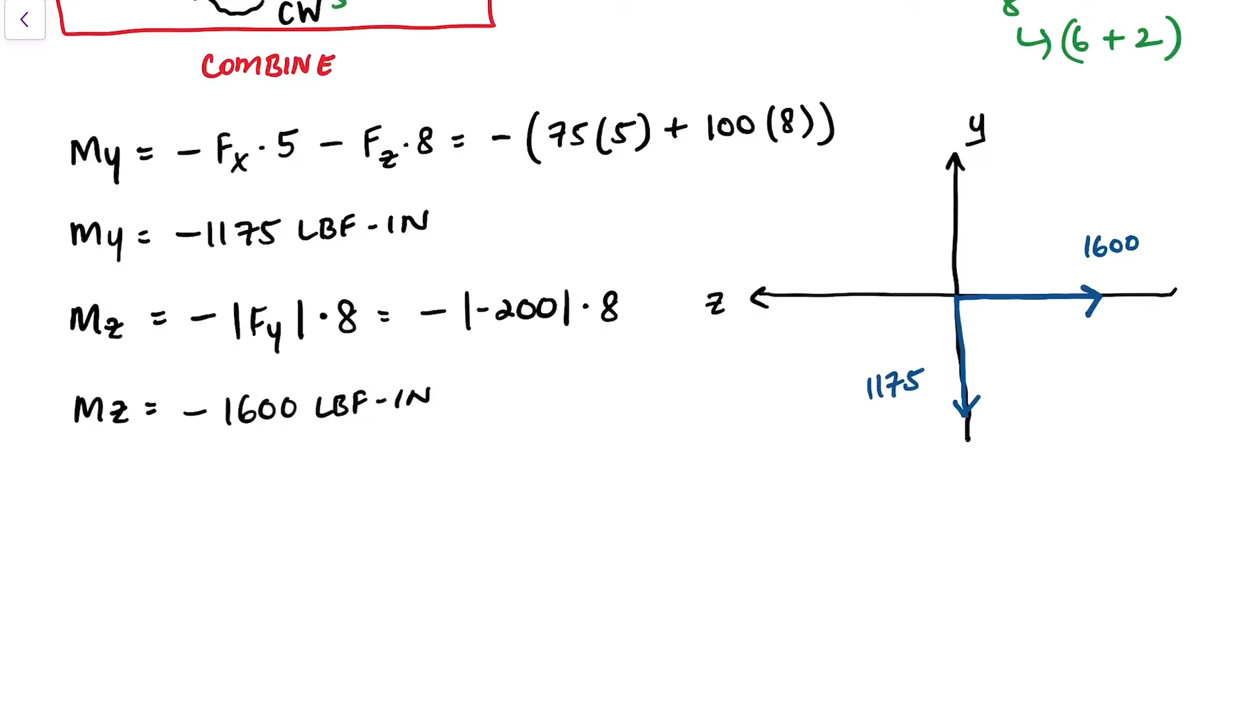 CW
8
↳(6 + 2)
COMBINE
My = - Fx · 5 - Fz · 8 = - (75(5) + 100(8))
y
My = -1175 LBF-IN
1600
Mz = - |Fy| · 8 = - |-200| · 8
z
1175
Mz = - 1600 LBF-IN